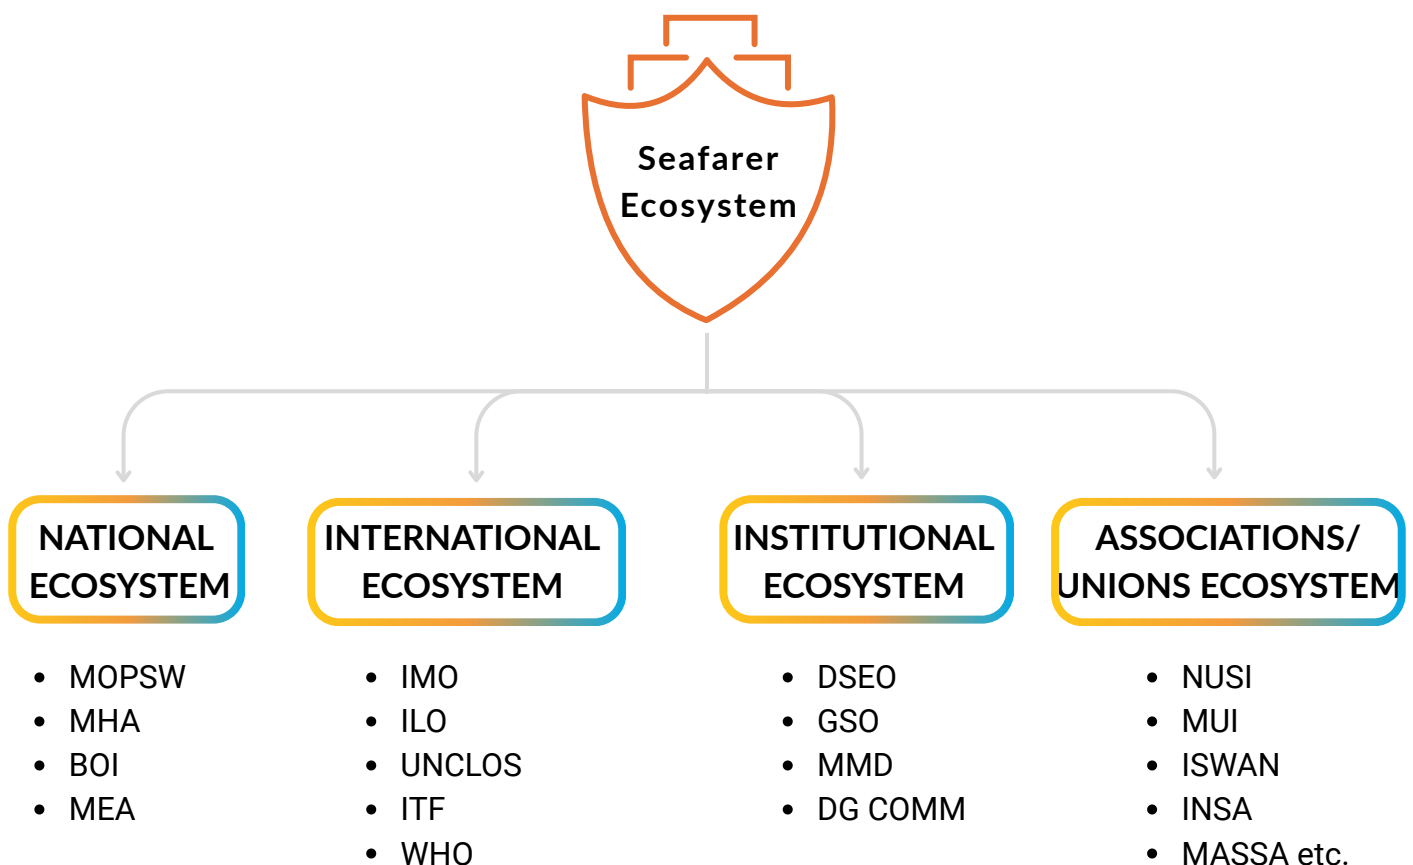 Seafarer
Ecosystem
NATIONAL
ECOSYSTEM
• MOPSW
• MHA
• BOI
• MEA
INTERNATIONAL
ECOSYSTEM
• IMO
• ILO
• UNCLOS
• ITF
• WHO
INSTITUTIONAL
ECOSYSTEM
• DSEO
• GSO
• MMD
• DG COMM
ASSOCIATIONS/
UNIONS ECOSYSTEM
• NUSI
• MUI
• ISWAN
• INSA
• MASSA etc.